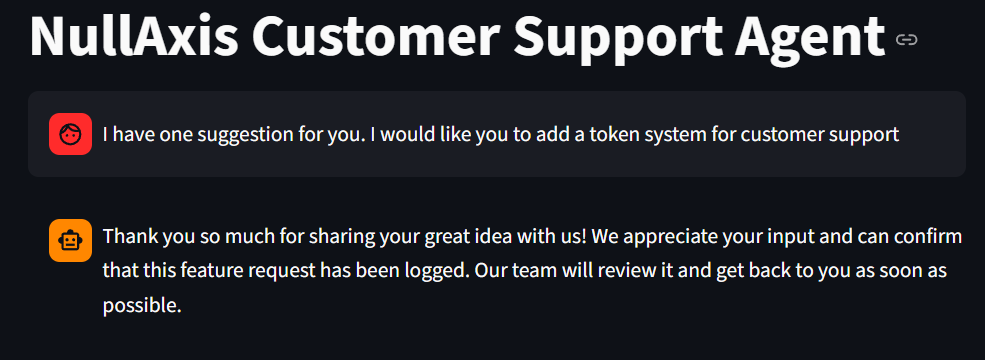 NullAxis Customer Support Agent
I have one suggestion for you. I would like you to add a token system for customer support
Thank you so much for sharing your great idea with us! We appreciate your input and can confirm
that this feature request has been logged. Our team will review it and get back to you as soon as
possible.